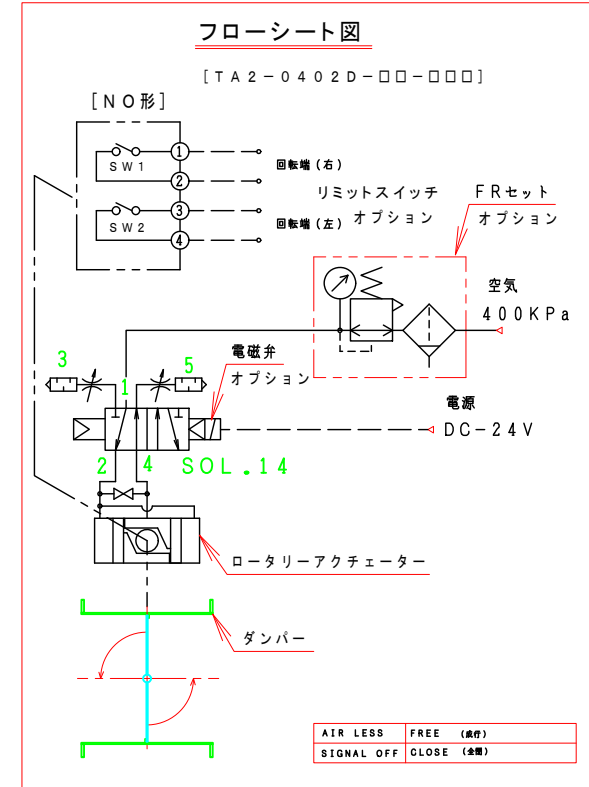 フローシート図
[TA2-0402D-□□-□□□]
[NO形]
1
SW1
2
回転端(右)
3
SW2
4
回転端(左)
リミットスイッチ
オプション
FRセット
オプション
空気
400KPa
電磁弁
オプション
3
1
5
電源
DC-24V
2
4
SOL.14
ロータリーアクチェーター
ダンパー
AIR LESS FREE (成行)
SIGNAL OFF CLOSE (全閉)